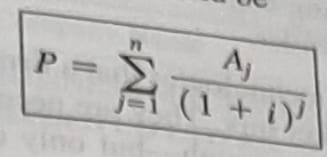 P = \sum_{j=1}^{n} \frac{A_j}{(1 + i)^j}